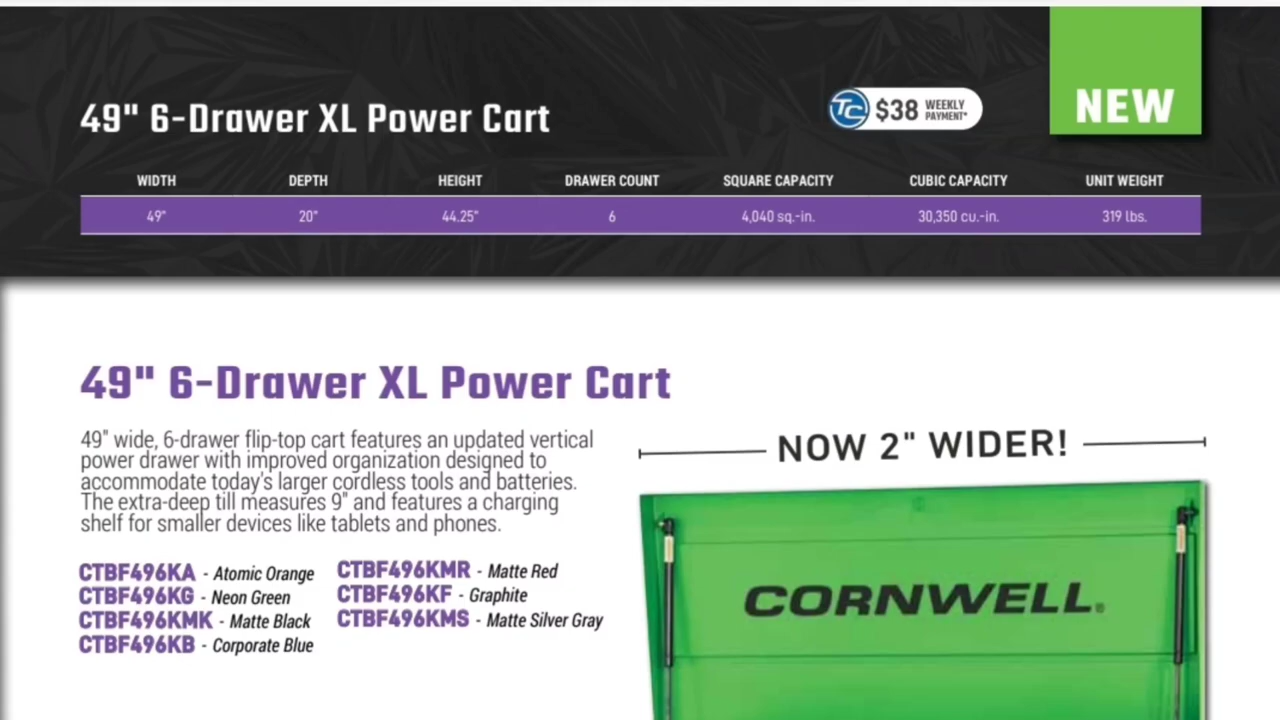 NEW
49" 6-Drawer XL Power Cart
TC $38 WEEKLY PAYMENT*
WIDTH DEPTH HEIGHT DRAWER COUNT SQUARE CAPACITY CUBIC CAPACITY UNIT WEIGHT
49" 20" 44.25" 6 4,040 sq.-in. 30,350 cu.-in. 319 lbs.
49" 6-Drawer XL Power Cart
49" wide, 6-drawer flip-top cart features an updated vertical
power drawer with improved organization designed to
accommodate today's larger cordless tools and batteries.
The extra-deep till measures 9" and features a charging
shelf for smaller devices like tablets and phones.
CTBF496KA - Atomic Orange
CTBF496KG - Neon Green
CTBF496KMK - Matte Black
CTBF496KB - Corporate Blue
CTBF496KMR - Matte Red
CTBF496KF - Graphite
CTBF496KMS - Matte Silver Gray
NOW 2" WIDER!
CORNWELL®